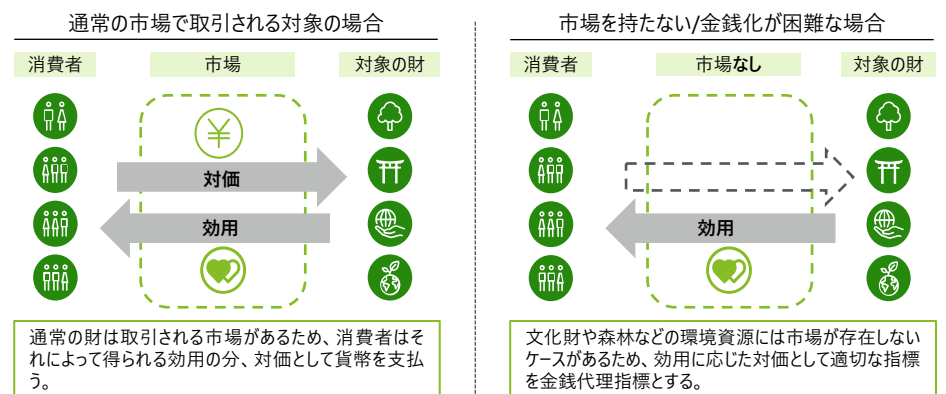 通常の市場で取引される対象の場合
消費者
市場
対象の財
¥
対価
効用
通常の財は取引される市場があるため、消費者はそ
れによって得られる効用の分、対価として貨幣を支払
う。
市場を持たない/金銭化が困難な場合
消費者
市場なし
対象の財
効用
文化財や森林などの環境資源には市場が存在しない
ケースがあるため、効用に応じた対価として適切な指標
を金銭代理指標とする。